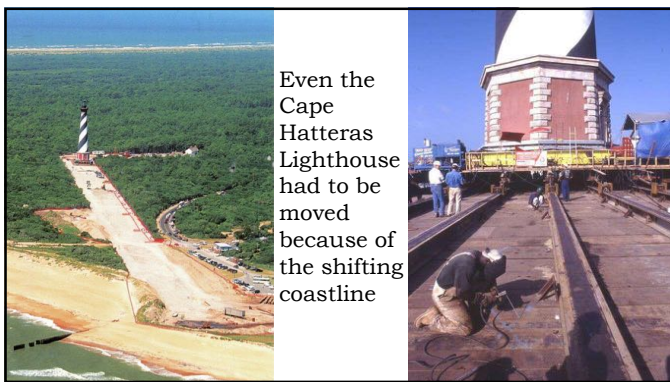 Even the
Cape
Hatteras
Lighthouse
had to be
moved
because of
the shifting
coastline